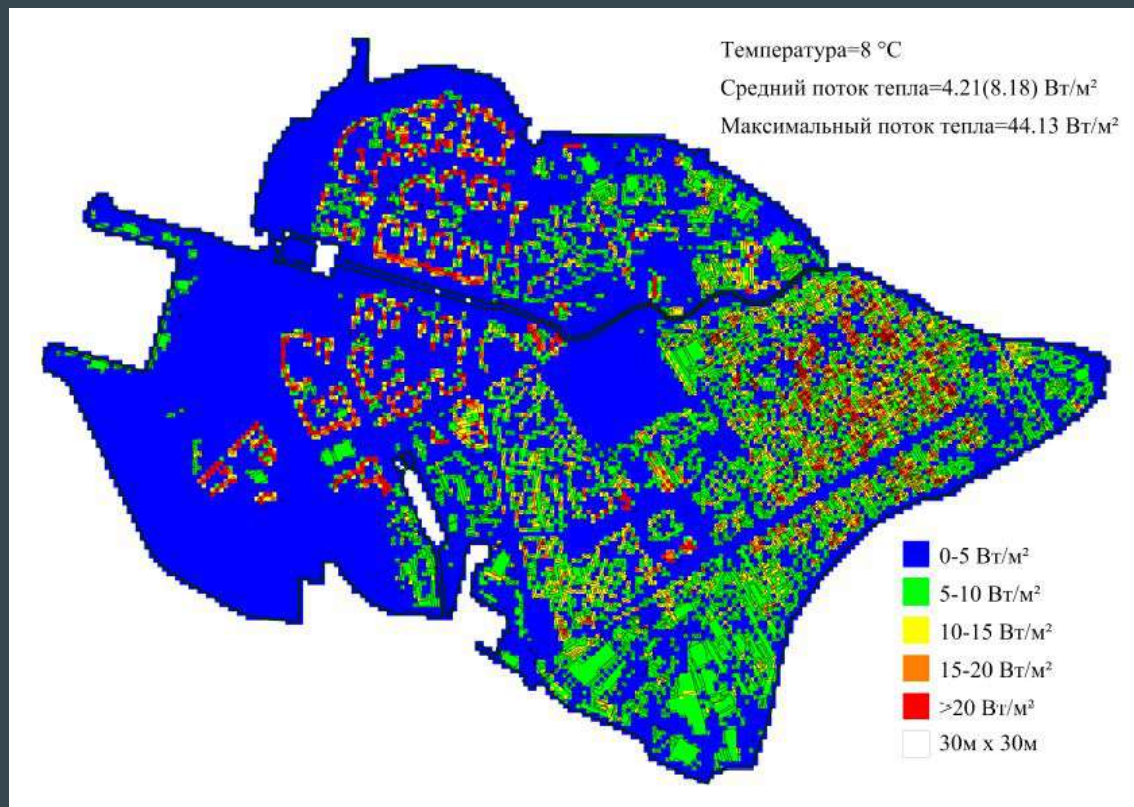 Температура=8 °C
Средний поток тепла=4.21(8.18) Вт/м²
Максимальный поток тепла=44.13 Вт/м²
0-5 Вт/м²
5-10 Вт/м²
10-15 Вт/м²
15-20 Вт/м²
>20 Вт/м²
30м х 30м